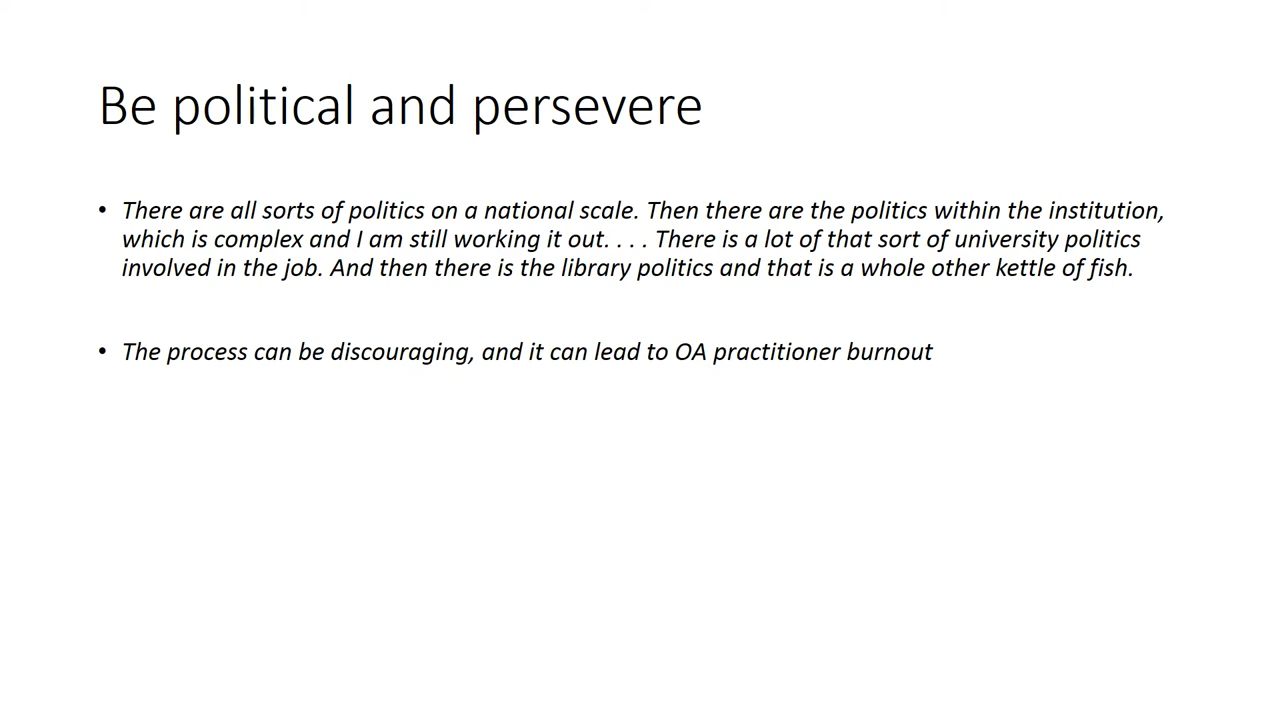 Be political and persevere
• There are all sorts of politics on a national scale. Then there are the politics within the institution,
which is complex and I am still working it out. . . . There is a lot of that sort of university politics
involved in the job. And then there is the library politics and that is a whole other kettle of fish.
• The process can be discouraging, and it can lead to OA practitioner burnout